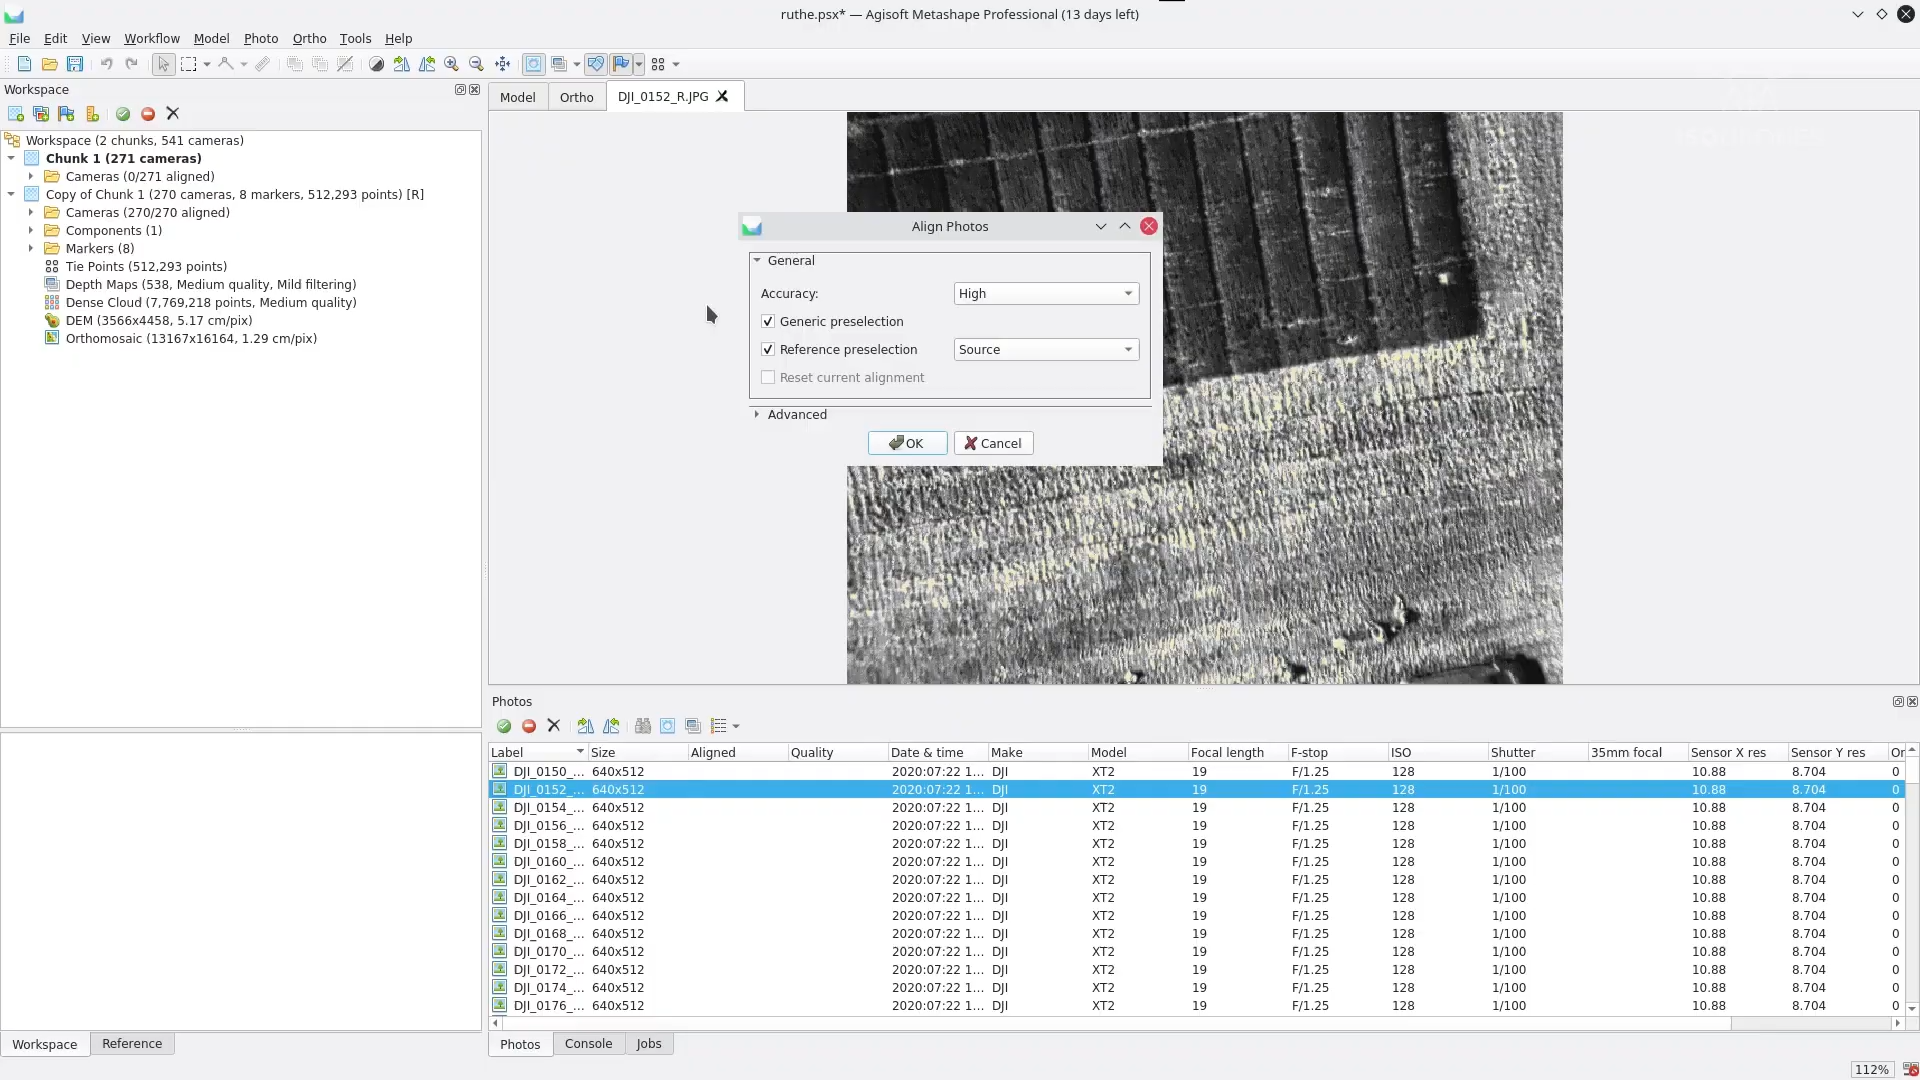 ruthe.psx* — Agisoft Metashape Professional (13 days left)
File Edit View Workflow Model Photo Ortho Tools Help
Workspace
Workspace (2 chunks, 541 cameras)
Chunk 1 (271 cameras)
Cameras (0/271 aligned)
Copy of Chunk 1 (270 cameras, 8 markers, 512,293 points) [R]
Cameras (270/270 aligned)
Components (1)
Markers (8)
Tie Points (512,293 points)
Depth Maps (538, Medium quality, Mild filtering)
Dense Cloud (7,769,218 points, Medium quality)
DEM (3566x4458, 5.17 cm/pix)
Orthomosaic (13167x16164, 1.29 cm/pix)
Workspace Reference
Model Ortho DJI_0152_R.JPG
Align Photos
General
Accuracy: High
Generic preselection
Reference preselection Source
Reset current alignment
Advanced
OK Cancel
Photos
Label Size Aligned Quality Date & time Make Model Focal length F-stop ISO Shutter 35mm focal Sensor X res Sensor Y res Or
DJI_0150_... 640x512 2020:07:22 1... DJI XT2 19 F/1.25 128 1/100 10.88 8.704 0
DJI_0152_... 640x512 2020:07:22 1... DJI XT2 19 F/1.25 128 1/100 10.88 8.704 0
DJI_0154_... 640x512 2020:07:22 1... DJI XT2 19 F/1.25 128 1/100 10.88 8.704 0
DJI_0156_... 640x512 2020:07:22 1... DJI XT2 19 F/1.25 128 1/100 10.88 8.704 0
DJI_0158_... 640x512 2020:07:22 1... DJI XT2 19 F/1.25 128 1/100 10.88 8.704 0
DJI_0160_... 640x512 2020:07:22 1... DJI XT2 19 F/1.25 128 1/100 10.88 8.704 0
DJI_0162_... 640x512 2020:07:22 1... DJI XT2 19 F/1.25 128 1/100 10.88 8.704 0
DJI_0164_... 640x512 2020:07:22 1... DJI XT2 19 F/1.25 128 1/100 10.88 8.704 0
DJI_0166_... 640x512 2020:07:22 1... DJI XT2 19 F/1.25 128 1/100 10.88 8.704 0
DJI_0168_... 640x512 2020:07:22 1... DJI XT2 19 F/1.25 128 1/100 10.88 8.704 0
DJI_0170_... 640x512 2020:07:22 1... DJI XT2 19 F/1.25 128 1/100 10.88 8.704 0
DJI_0172_... 640x512 2020:07:22 1... DJI XT2 19 F/1.25 128 1/100 10.88 8.704 0
DJI_0174_... 640x512 2020:07:22 1... DJI XT2 19 F/1.25 128 1/100 10.88 8.704 0
DJI_0176_... 640x512 2020:07:22 1... DJI XT2 19 F/1.25 128 1/100 10.88 8.704 0
Photos Console Jobs
112%